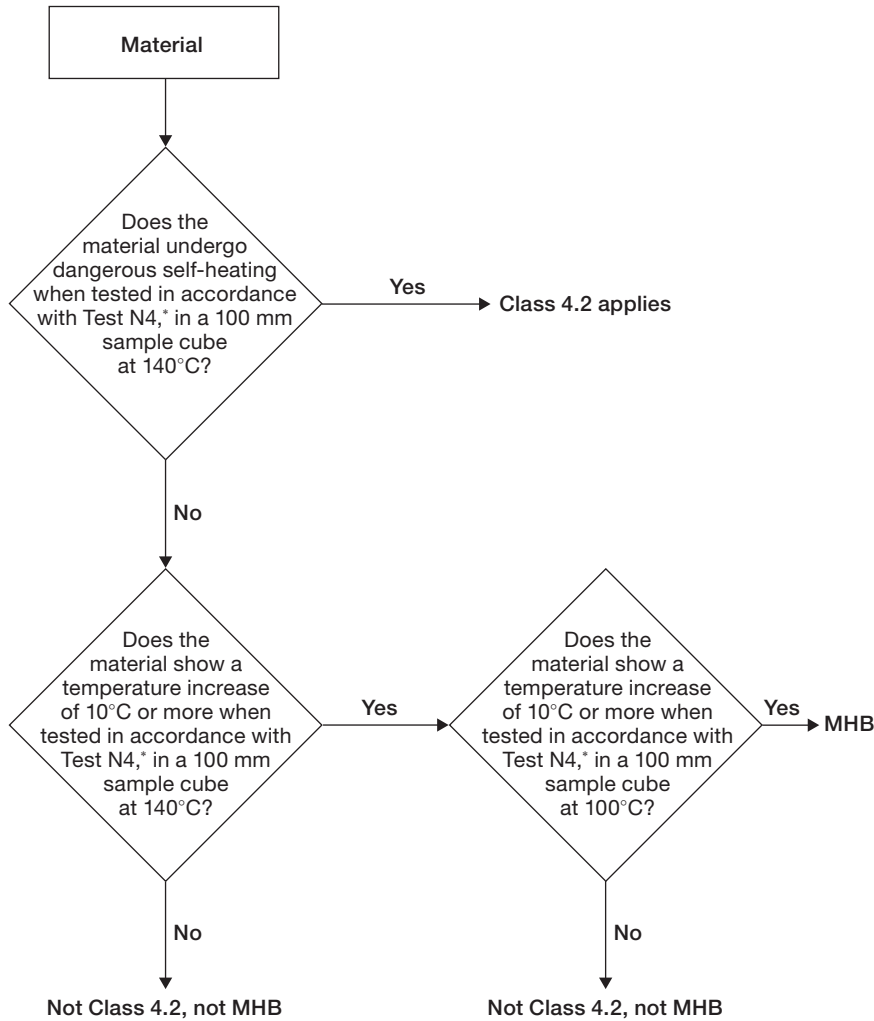 Material
Does the
material undergo
dangerous self-heating
when tested in accordance
with Test N4,* in a 100 mm
sample cube
at 140°C?
Yes
Class 4.2 applies
No
Does the
material show a
temperature increase
of 10°C or more when
tested in accordance with
Test N4,* in a 100 mm
sample cube
at 140°C?
Yes
Does the
material show a
temperature increase
of 10°C or more when
tested in accordance with
Test N4,* in a 100 mm
sample cube
at 100°C?
Yes
MHB
No
No
Not Class 4.2, not MHB
Not Class 4.2, not MHB